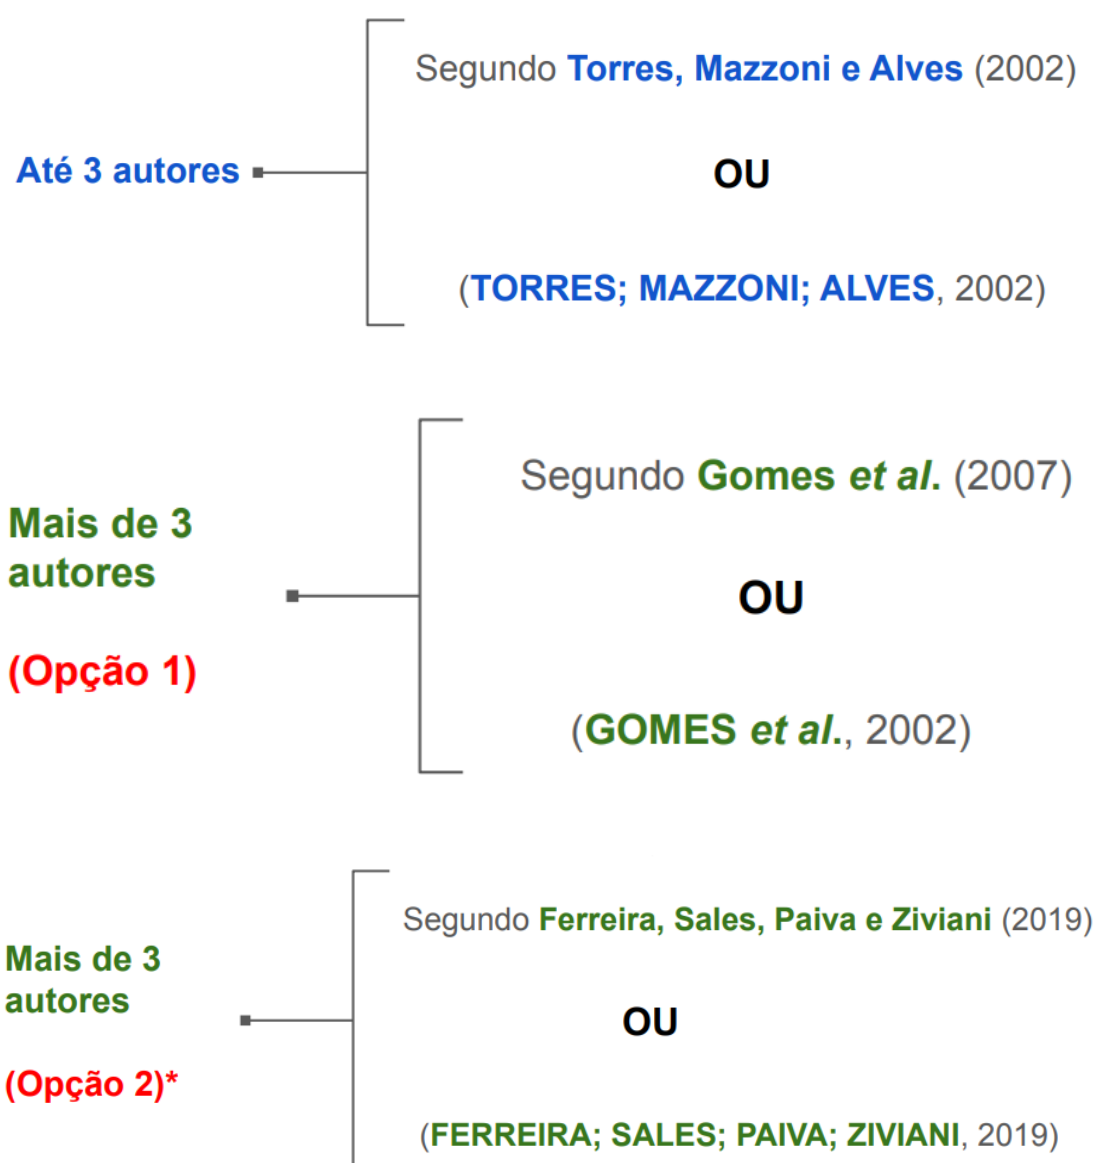 Segundo Torres, Mazzoni e Alves (2002)
Até 3 autores
OU
(TORRES; MAZZONI; ALVES, 2002)
Segundo Gomes et al. (2007)
Mais de 3
autores
OU
(Opção 1)
(GOMES et al., 2002)
Segundo Ferreira, Sales, Paiva e Ziviani (2019)
Mais de 3
autores
OU
(Opção 2)*
(FERREIRA; SALES; PAIVA; ZIVIANI, 2019)